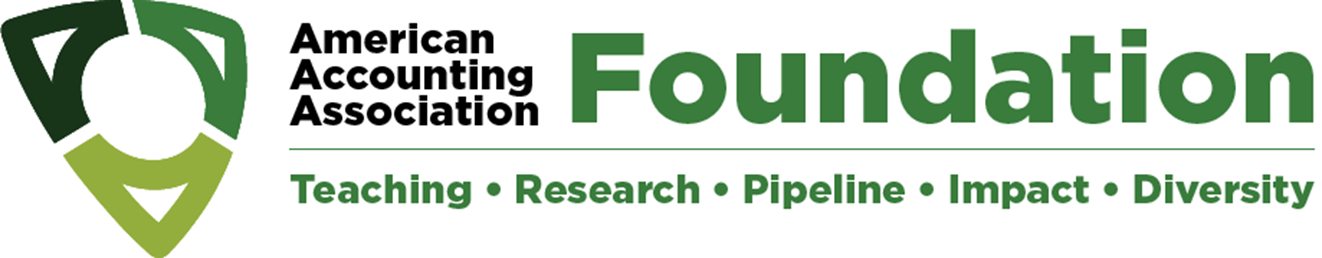 American
Accounting
Association
Foundation
Teaching • Research • Pipeline • Impact • Diversity